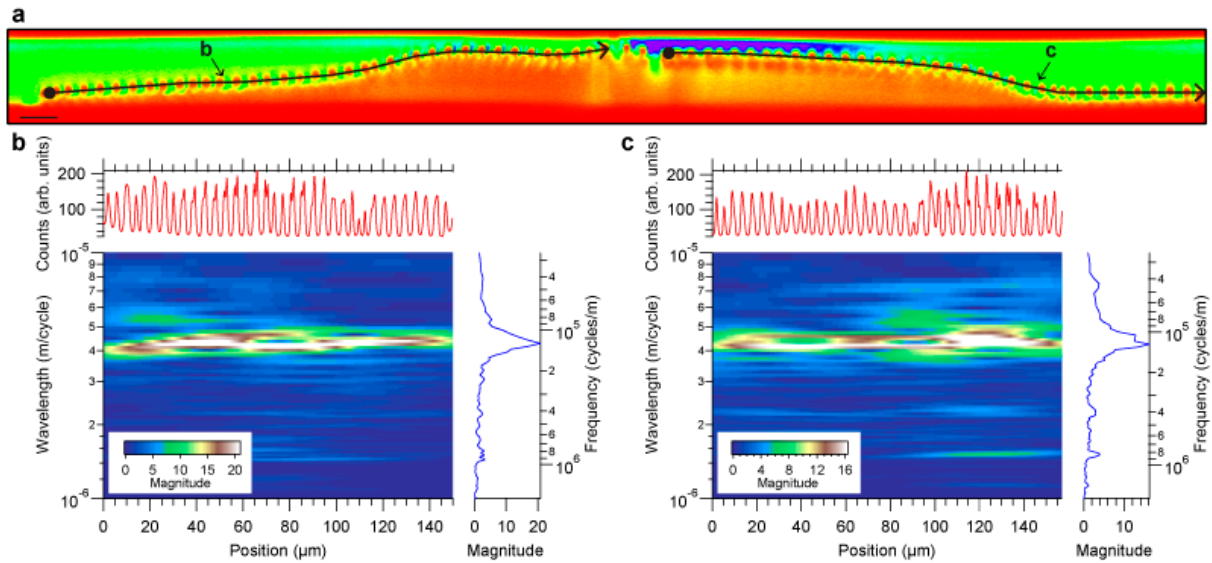 a
b
c
b
c
Counts (arb. units)
200
100
Counts (arb. units)
200
100
Wavelength (m/cycle)
10⁻⁵
9
8
7
6
5
4
3
2
10⁻⁶
4
6
8
10⁵
2
4
6
8
10⁶
Frequency (cycles/m)
0 5 10 15 20
Magnitude
0 20 40 60 80 100 120 140
Position (µm)
0 10 20
Magnitude
Wavelength (m/cycle)
10⁻⁵
9
8
7
6
5
4
3
2
10⁻⁶
4
6
8
10⁵
2
4
6
8
10⁶
Frequency (cycles/m)
0 4 8 12 16
Magnitude
0 20 40 60 80 100 120 140
Position (µm)
0 10
Magnitude